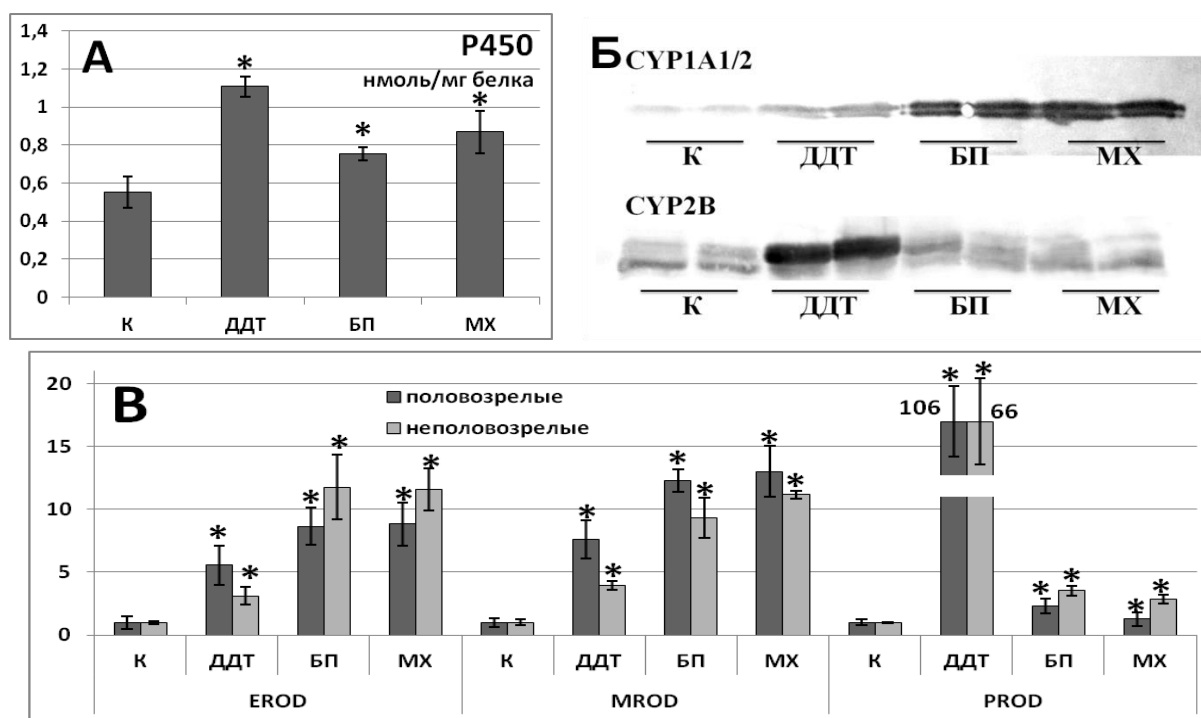 А
P450
нмоль/мг белка
1,4
1,2
1
0,8
0,6
0,4
0,2
0
*
*
*
К ДДТ БП МХ
Б
CYP1A1/2
К ДДТ БП МХ
CYP2B
К ДДТ БП МХ
В
половозрелые
неполовозрелые
20
15
10
5
0
* * * * * *
* * * * * *
* * * * * *
106 66
К ДДТ БП МХ К ДДТ БП МХ К ДДТ БП МХ
EROD MROD PROD